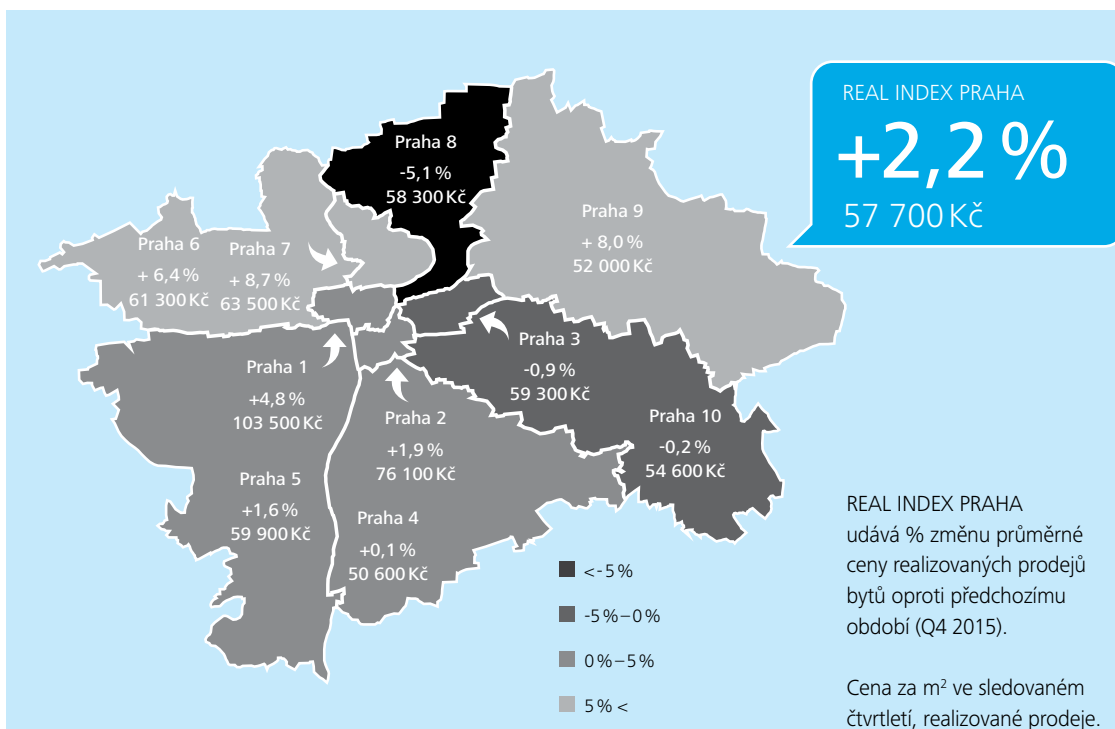 REAL INDEX PRAHA
+2,2 %
57 700 Kč
Praha 8
-5,1 %
58 300 Kč
Praha 9
+ 8,0 %
52 000 Kč
Praha 6
+ 6,4 %
61 300 Kč
Praha 7
+ 8,7 %
63 500 Kč
Praha 3
-0,9 %
59 300 Kč
Praha 1
+4,8 %
103 500 Kč
Praha 2
+1,9 %
76 100 Kč
Praha 10
-0,2 %
54 600 Kč
Praha 5
+1,6 %
59 900 Kč
Praha 4
+0,1 %
50 600 Kč
<-5 %
-5 %–0 %
0 %–5 %
5 % <
REAL INDEX PRAHA
udává % změnu průměrné
ceny realizovaných prodejů
bytů oproti předchozímu
období (Q4 2015).
Cena za m² ve sledovaném
čtvrtletí, realizované prodeje.